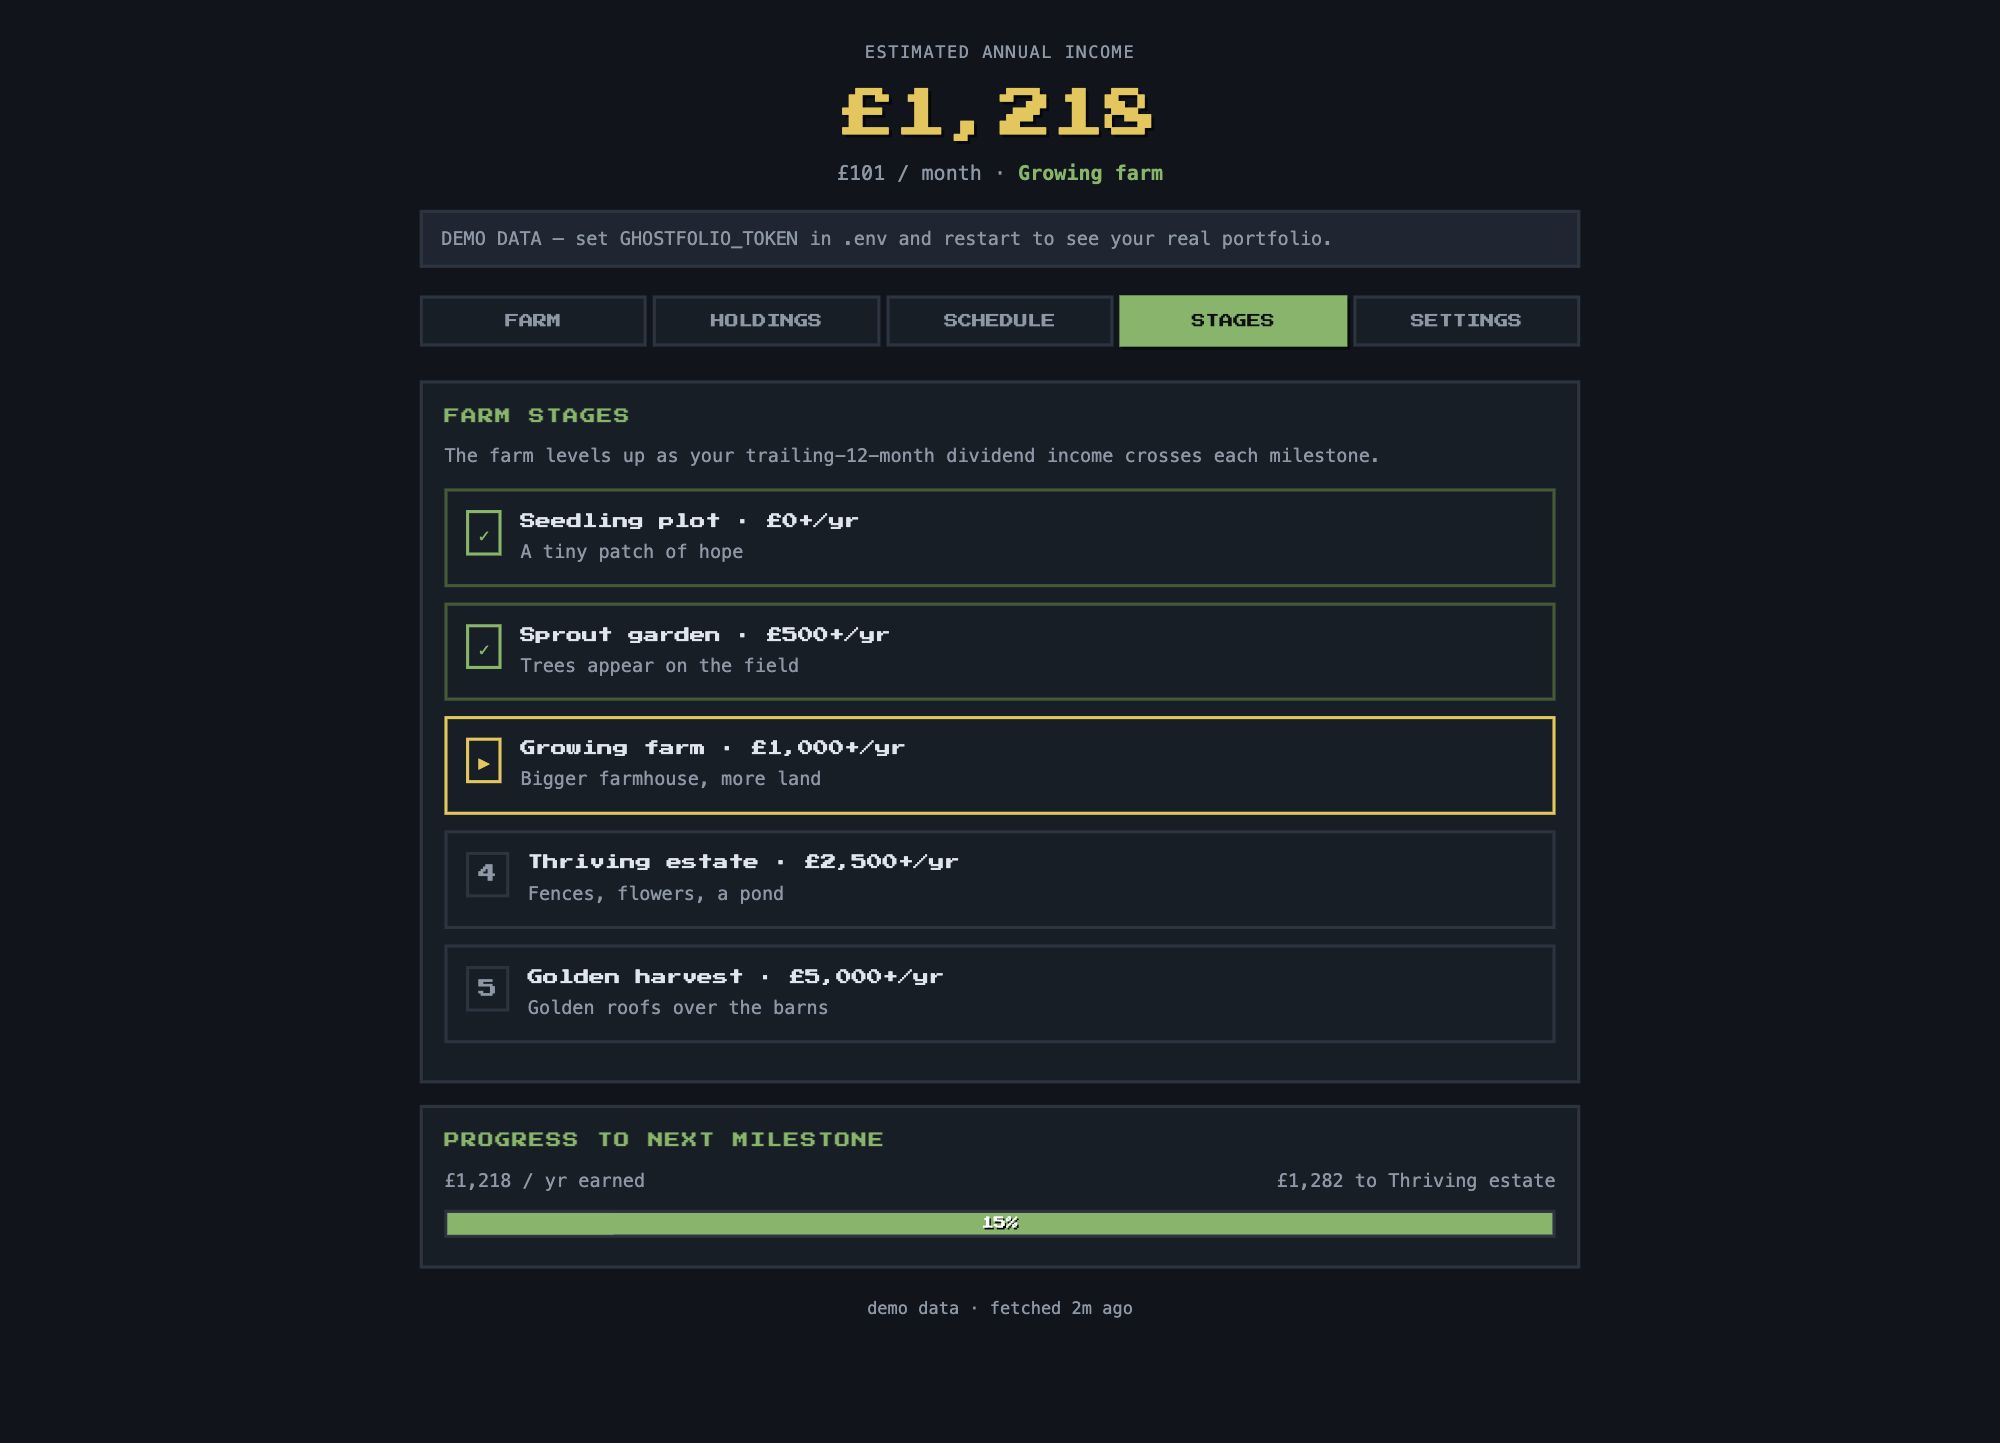 ESTIMATED ANNUAL INCOME
£1,218
£101 / month · Growing farm
DEMO DATA — set GHOSTFOLIO_TOKEN in .env and restart to see your real portfolio.
FARM HOLDINGS SCHEDULE STAGES SETTINGS
FARM STAGES
The farm levels up as your trailing-12-month dividend income crosses each milestone.
✓ Seedling plot · £0+/yr
A tiny patch of hope
✓ Sprout garden · £500+/yr
Trees appear on the field
▶ Growing farm · £1,000+/yr
Bigger farmhouse, more land
4 Thriving estate · £2,500+/yr
Fences, flowers, a pond
5 Golden harvest · £5,000+/yr
Golden roofs over the barns
PROGRESS TO NEXT MILESTONE
£1,218 / yr earned £1,282 to Thriving estate
15%
demo data · fetched 2m ago